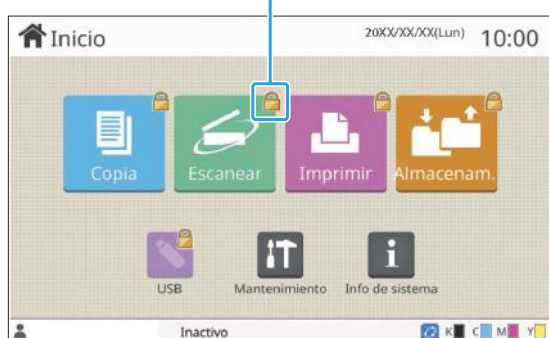 Inicio 20XX/XX/XX(Lun) 10:00
Copia Escanear Imprimir Almacenam.
USB Mantenimiento Info de sistema
Inactivo K C M Y